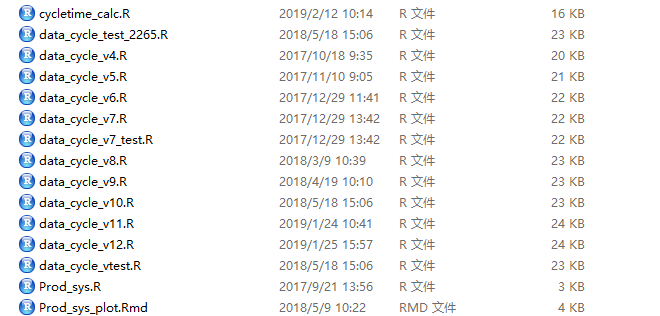 cycletime_calc.R 2019/2/12 10:14 R 文件 16 KB
data_cycle_test_2265.R 2018/5/18 15:06 R 文件 23 KB
data_cycle_v4.R 2017/10/18 9:35 R 文件 20 KB
data_cycle_v5.R 2017/11/10 9:05 R 文件 21 KB
data_cycle_v6.R 2017/12/29 11:41 R 文件 22 KB
data_cycle_v7.R 2017/12/29 13:42 R 文件 22 KB
data_cycle_v7_test.R 2017/12/29 13:42 R 文件 22 KB
data_cycle_v8.R 2018/3/9 10:39 R 文件 23 KB
data_cycle_v9.R 2018/4/19 10:10 R 文件 23 KB
data_cycle_v10.R 2018/5/18 15:06 R 文件 23 KB
data_cycle_v11.R 2019/1/24 10:41 R 文件 24 KB
data_cycle_v12.R 2019/1/25 15:57 R 文件 24 KB
data_cycle_vtest.R 2018/5/18 15:06 R 文件 23 KB
Prod_sys.R 2017/9/21 13:56 R 文件 3 KB
Prod_sys_plot.Rmd 2018/5/9 10:22 RMD 文件 4 KB